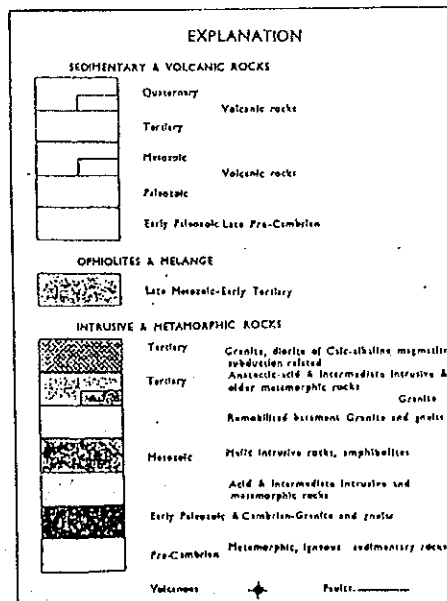 EXPLANATION
SEDIMENTARY & VOLCANIC ROCKS
Quaternary
Volcanic rocks
Tertiary
Mesozoic
Volcanic rocks
Paleozoic
Early Paleozoic Late Pre-Cambrian
OPHIOLITES & MELANGE
Late Mesozoic-Early Tertiary
INTRUSIVE & METAMORPHIC ROCKS
Tertiary Granite, diorite of Calc-alkaline magmatic
subduction related
Tertiary Anatectic-acid & Intermediate Intrusive &
older metamorphic rocks
Granite
Remobilised basement Granite and gneiss
Mesozoic Mafic intrusive rocks, amphibolites
Acid & Intermediate Intrusive and
metamorphic rocks
Early Paleozoic & Cambrian-Granite and gneiss
Pre-Cambrian Metamorphic, igneous sedimentary rocks
Volcanoes Faults